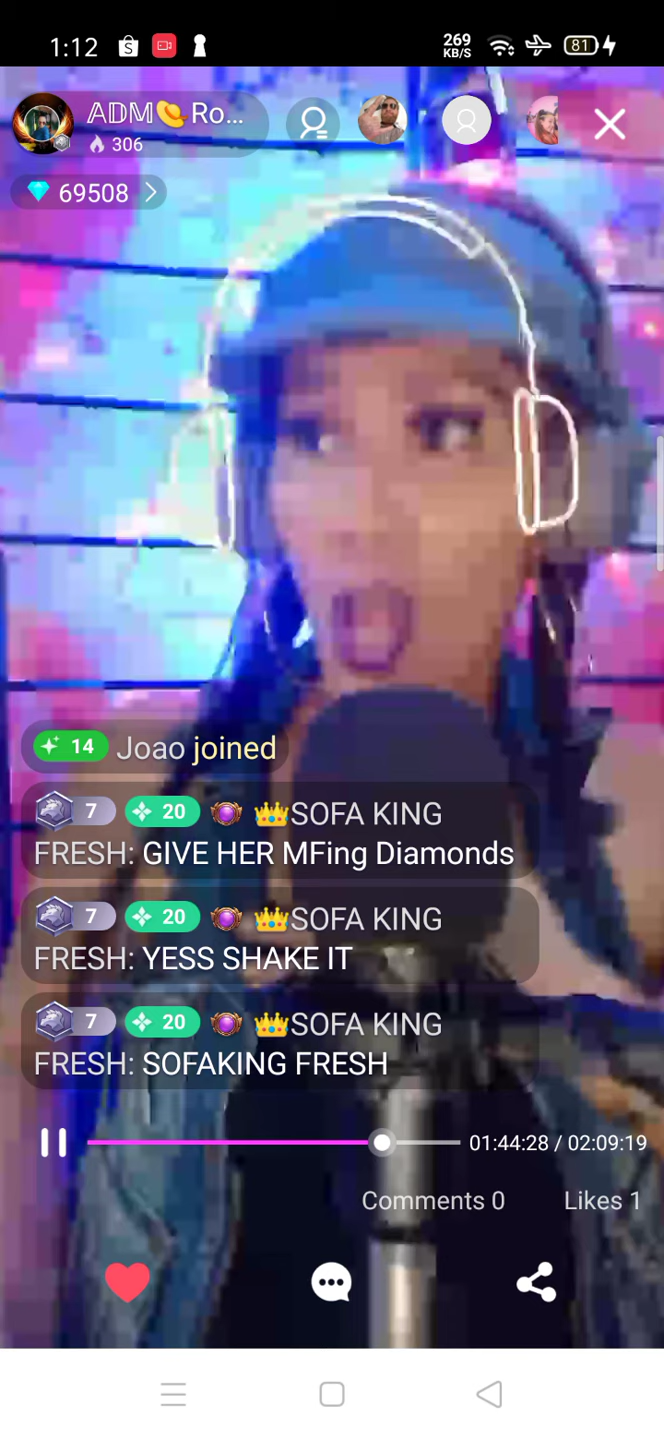 1:12
269
KB/S
81
𝔸𝔻𝕄👒Ro...
306
69508
14 Joao joined
7 20 👑SOFA KING
FRESH: GIVE HER MFing Diamonds
7 20 👑SOFA KING
FRESH: YESS SHAKE IT
7 20 👑SOFA KING
FRESH: SOFAKING FRESH
01:44:28 / 02:09:19
Comments 0 Likes 1